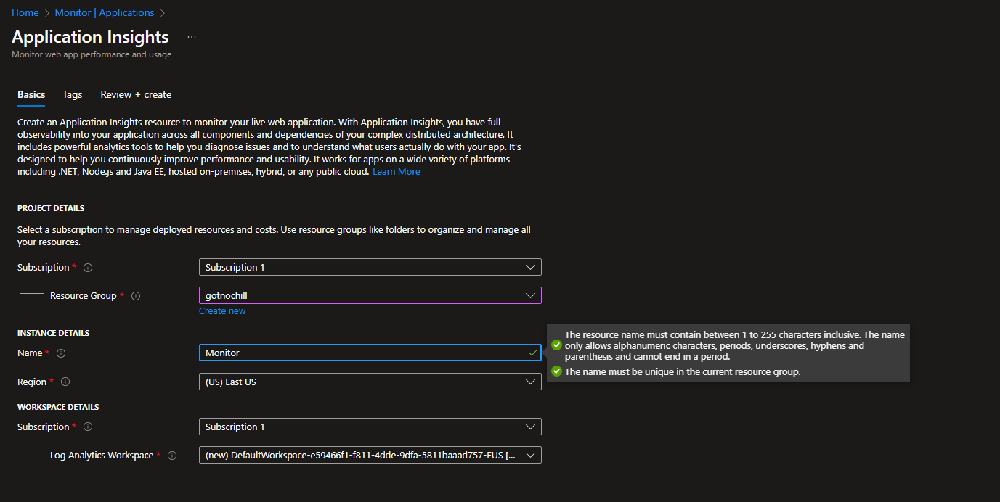 Home > Monitor | Applications >
Application Insights ...
Monitor web app performance and usage
Basics Tags Review + create
Create an Application Insights resource to monitor your live web application. With Application Insights, you have full
observability into your application across all components and dependencies of your complex distributed architecture. It
includes powerful analytics tools to help you diagnose issues and to understand what users actually do with your app. It's
designed to help you continuously improve performance and usability. It works for apps on a wide variety of platforms
including .NET, Node.js and Java EE, hosted on-premises, hybrid, or any public cloud. Learn More
PROJECT DETAILS
Select a subscription to manage deployed resources and costs. Use resource groups like folders to organize and manage all
your resources.
Subscription *
Subscription 1
Resource Group *
gotnochill
Create new
INSTANCE DETAILS
Name *
Monitor
The resource name must contain between 1 to 255 characters inclusive. The name
only allows alphanumeric characters, periods, underscores, hyphens and
parenthesis and cannot end in a period.
The name must be unique in the current resource group.
Region *
(US) East US
WORKSPACE DETAILS
Subscription *
Subscription 1
Log Analytics Workspace *
(new) DefaultWorkspace-e59466f1-f811-4dde-9dfa-5811baaad757-EUS [...